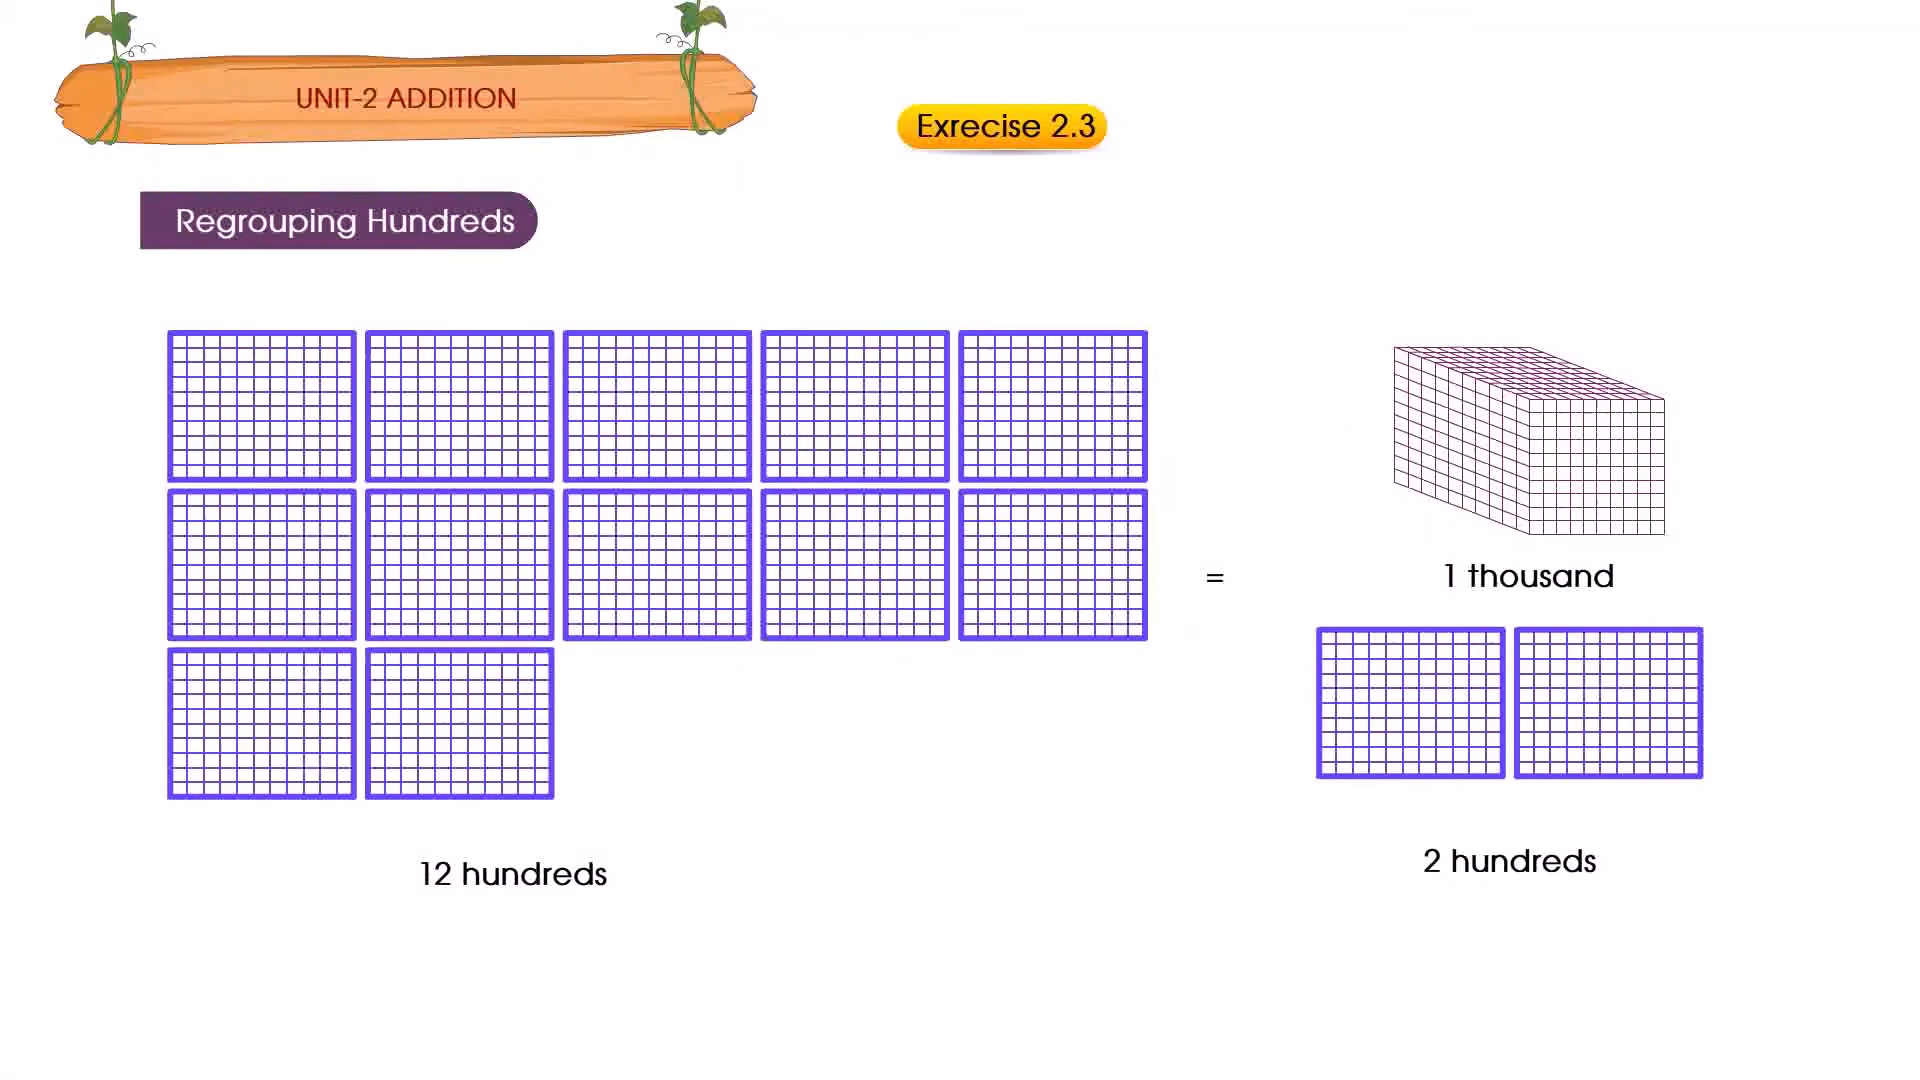 UNIT-2 ADDITION
Exrecise 2.3
Regrouping Hundreds
=
1 thousand
12 hundreds
2 hundreds